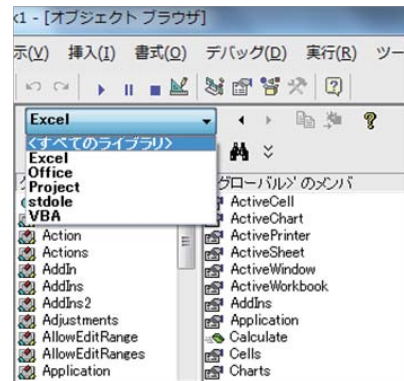 k1 - [オブジェクト ブラウザ]
示(V) 挿入(I) 書式(O) デバッグ(D) 実行(R) ツー
Excel
<すべてのライブラリ>
Excel
Office
Project
stdole
VBA
グローバル> のメンバ
Action
Actions
AddIn
AddIns
AddIns2
Adjustments
AllowEditRange
AllowEditRanges
Application
ActiveCell
ActiveChart
ActivePrinter
ActiveSheet
ActiveWindow
ActiveWorkbook
AddIns
Application
Calculate
Cells
Charts